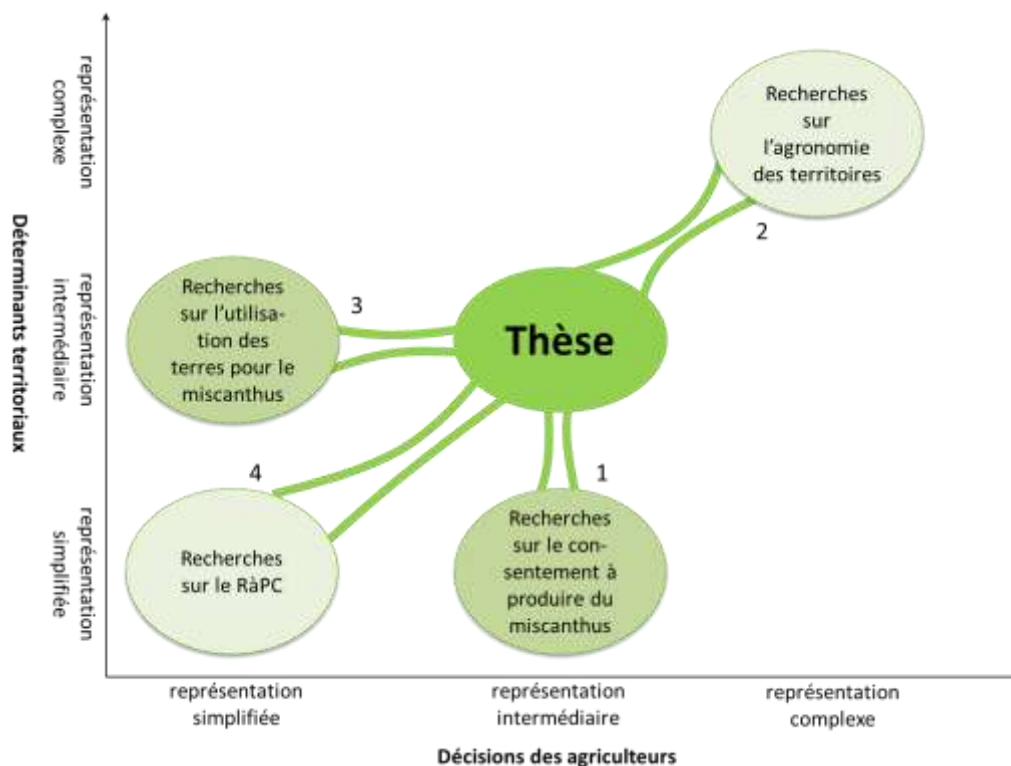 représentation
complexe
Recherches
sur
l'agronomie
des territoires
2
Déterminants territoriaux
représentation
intermédiaire
Recherches
sur l'utilisa-
tion des
terres pour le
miscanthus
3
Thèse
4
1
représentation
simplifiée
Recherches
sur le RàPC
Recherches
sur le con-
sentement à
produire du
miscanthus
représentation
simplifiée
représentation
intermédiaire
représentation
complexe
Décisions des agriculteurs